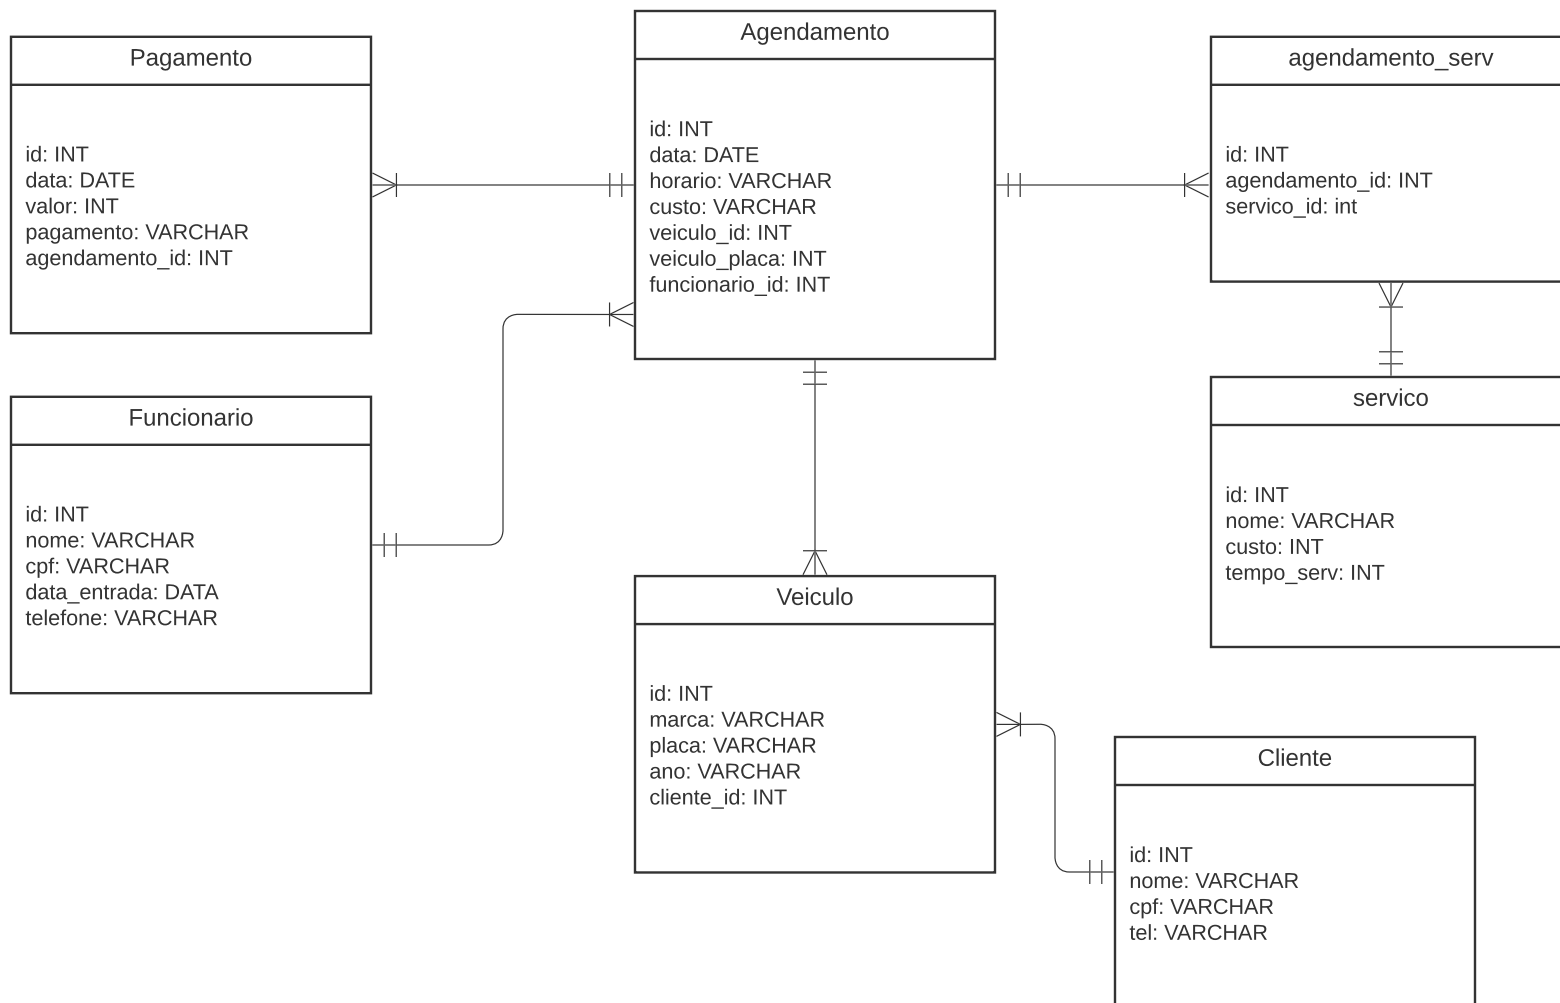 Pagamento
id: INT
data: DATE
valor: INT
pagamento: VARCHAR
agendamento_id: INT
Agendamento
id: INT
data: DATE
horario: VARCHAR
custo: VARCHAR
veiculo_id: INT
veiculo_placa: INT
funcionario_id: INT
agendamento_serv
id: INT
agendamento_id: INT
servico_id: int
Funcionario
id: INT
nome: VARCHAR
cpf: VARCHAR
data_entrada: DATA
telefone: VARCHAR
servico
id: INT
nome: VARCHAR
custo: INT
tempo_serv: INT
Veiculo
id: INT
marca: VARCHAR
placa: VARCHAR
ano: VARCHAR
cliente_id: INT
Cliente
id: INT
nome: VARCHAR
cpf: VARCHAR
tel: VARCHAR